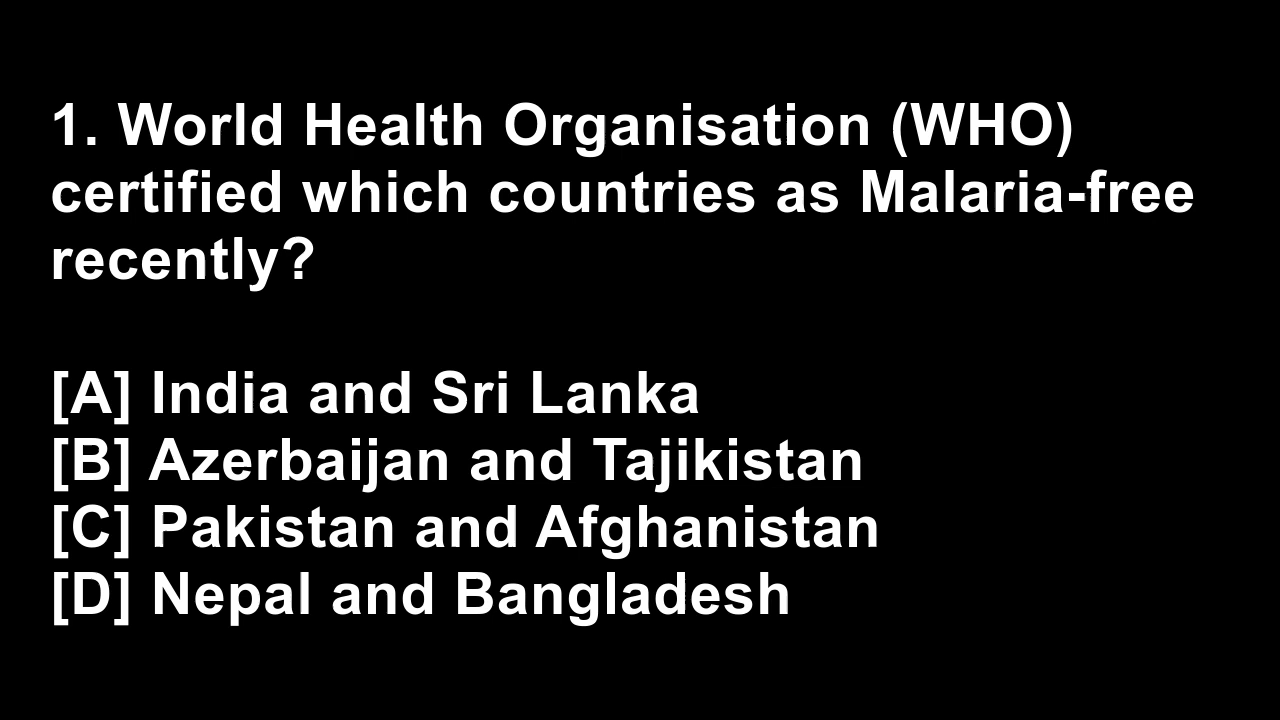 1. World Health Organisation (WHO)
certified which countries as Malaria-free
recently?
[A] India and Sri Lanka
[B] Azerbaijan and Tajikistan
[C] Pakistan and Afghanistan
[D] Nepal and Bangladesh